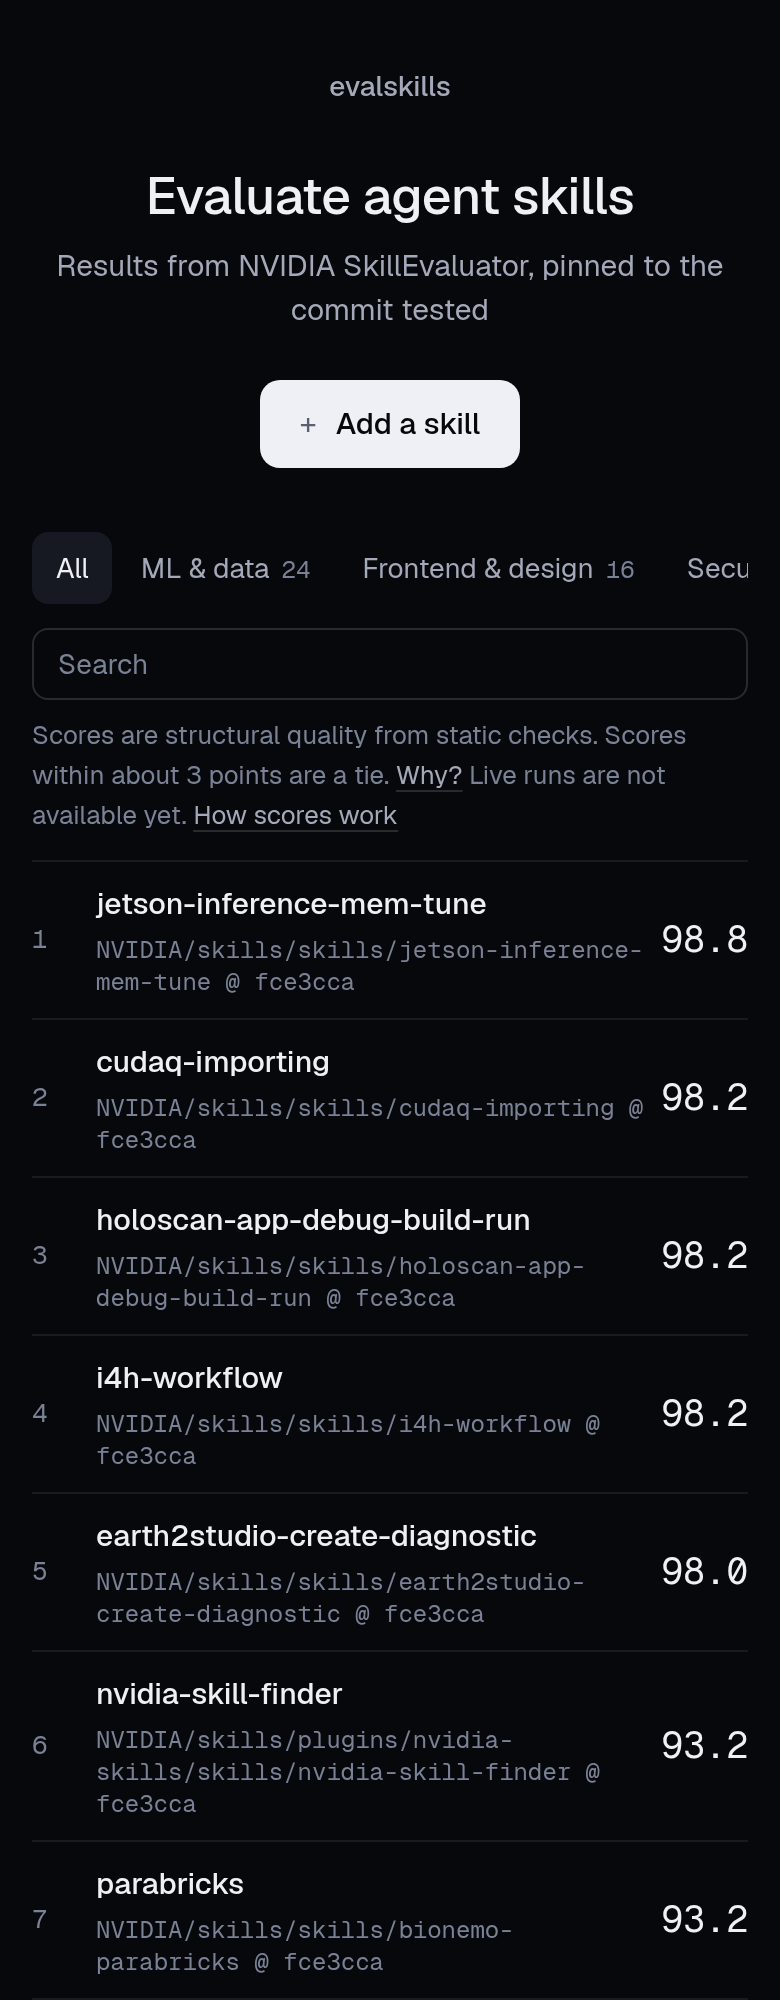 evalskills
Evaluate agent skills
Results from NVIDIA SkillEvaluator, pinned to the
commit tested
+ Add a skill
All ML & data 24 Frontend & design 16 Secu
Search
Scores are structural quality from static checks. Scores
within about 3 points are a tie. Why? Live runs are not
available yet. How scores work
jetson-inference-mem-tune
1 NVIDIA/skills/skills/jetson-inference- 98.8
mem-tune @ fce3cca
cudaq-importing
2 NVIDIA/skills/skills/cudaq-importing @ 98.2
fce3cca
holoscan-app-debug-build-run
3 NVIDIA/skills/skills/holoscan-app- 98.2
debug-build-run @ fce3cca
i4h-workflow
4 NVIDIA/skills/skills/i4h-workflow @ 98.2
fce3cca
earth2studio-create-diagnostic
5 NVIDIA/skills/skills/earth2studio- 98.0
create-diagnostic @ fce3cca
nvidia-skill-finder
NVIDIA/skills/plugins/nvidia-
6 skills/skills/nvidia-skill-finder @ 93.2
fce3cca
parabricks
7 NVIDIA/skills/skills/bionemo- 93.2
parabricks @ fce3cca